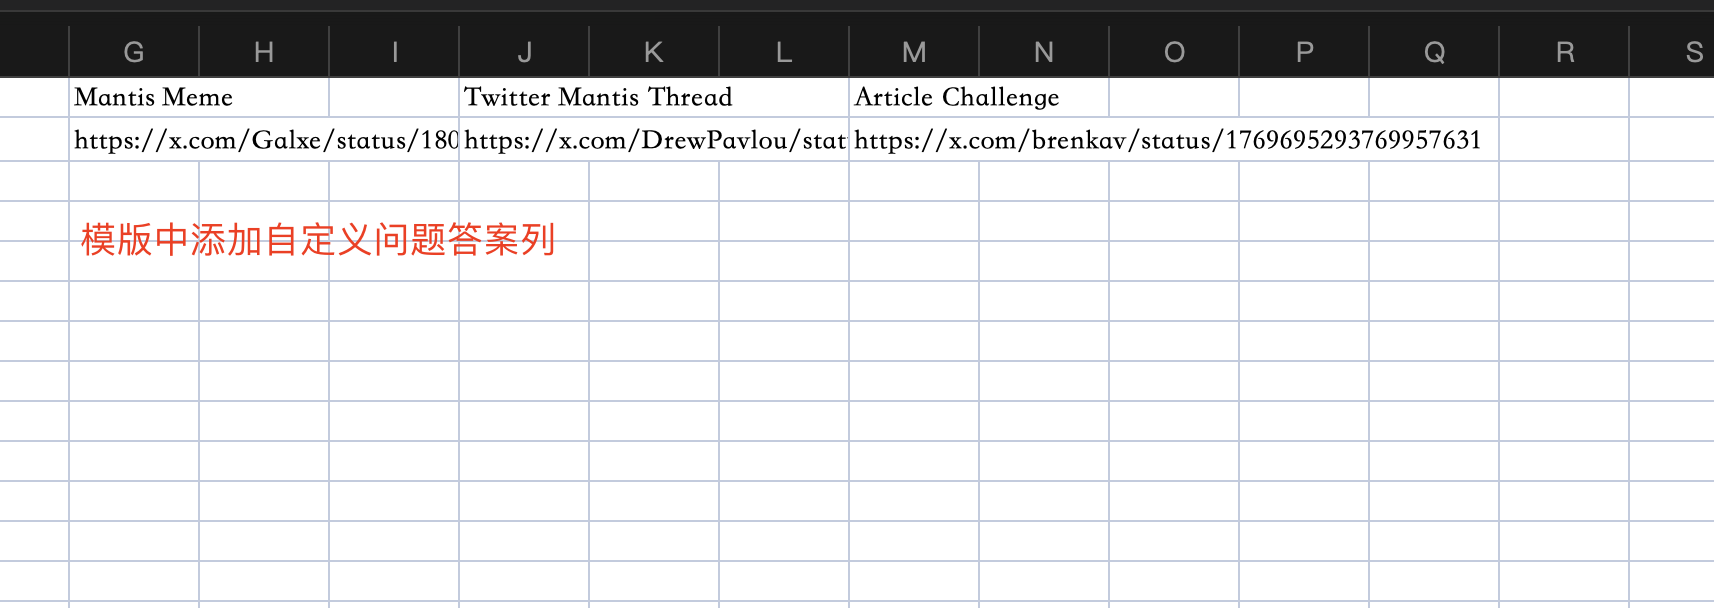 G H I J K L M N O P Q R S
Mantis Meme Twitter Mantis Thread Article Challenge
https://x.com/Galxe/status/180 https://x.com/DrewPavlou/stat https://x.com/brenkav/status/1769695293769957631
模版中添加自定义问题答案列